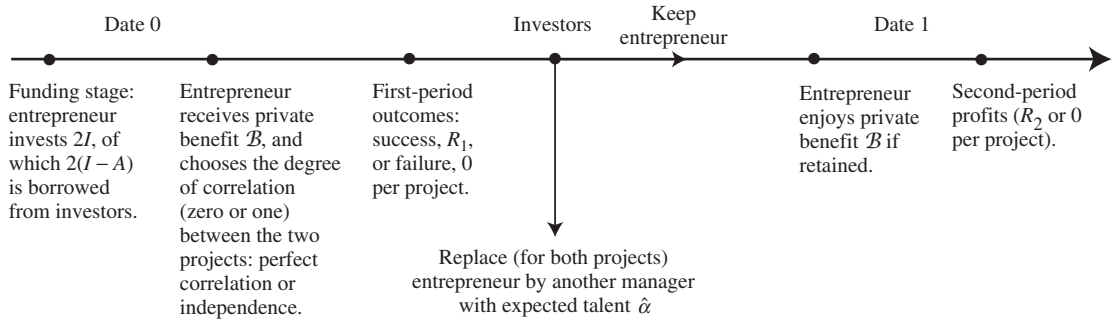 Date 0
Investors
Keep
entrepreneur
Date 1
Funding stage:
entrepreneur
invests 2I, of
which 2(I – A)
is borrowed
from investors.
Entrepreneur
receives private
benefit ℬ, and
chooses the degree
of correlation
(zero or one)
between the two
projects: perfect
correlation or
independence.
First-period
outcomes:
success, R₁,
or failure, 0
per project.
Entrepreneur
enjoys private
benefit ℬ if
retained.
Second-period
profits (R₂ or 0
per project).
Replace (for both projects)
entrepreneur by another manager
with expected talent α̂